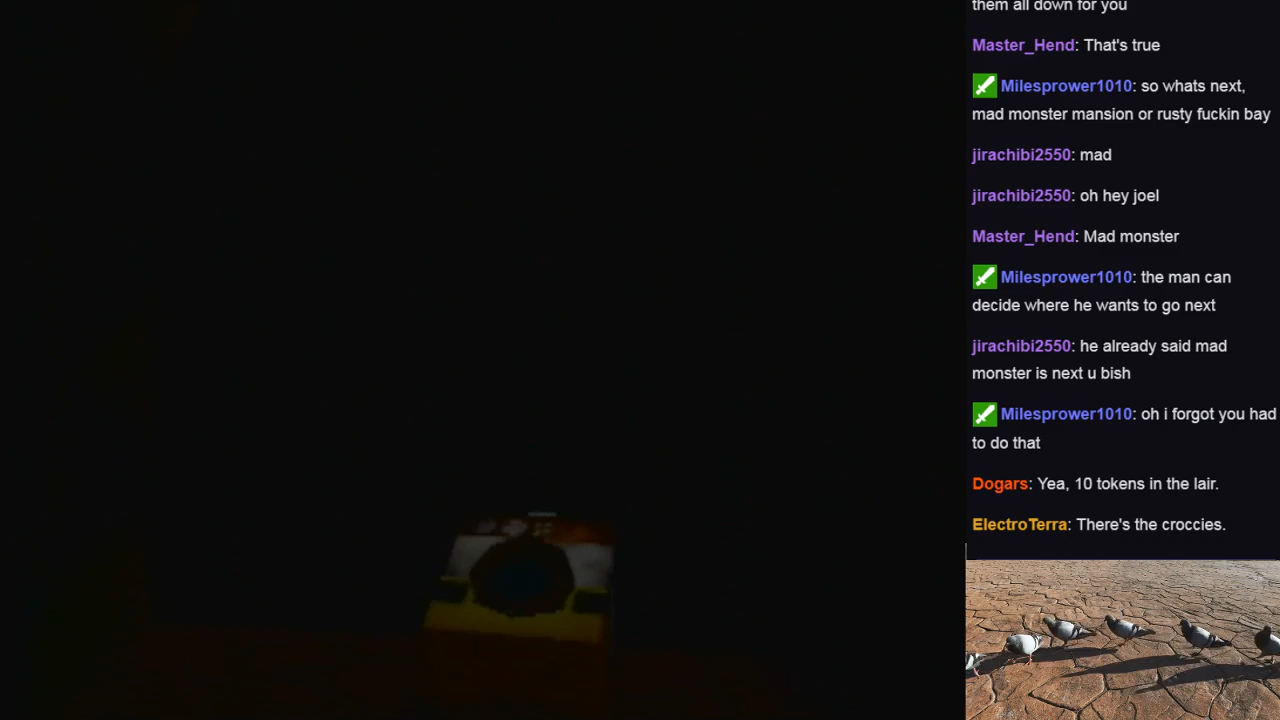 them all down for you
Master_Hend: That's true
Milesprower1010: so whats next,
mad monster mansion or rusty fuckin bay
jirachibi2550: mad
jirachibi2550: oh hey joel
Master_Hend: Mad monster
Milesprower1010: the man can
decide where he wants to go next
jirachibi2550: he already said mad
monster is next u bish
Milesprower1010: oh i forgot you had
to do that
Dogars: Yea, 10 tokens in the lair.
ElectroTerra: There's the croccies.